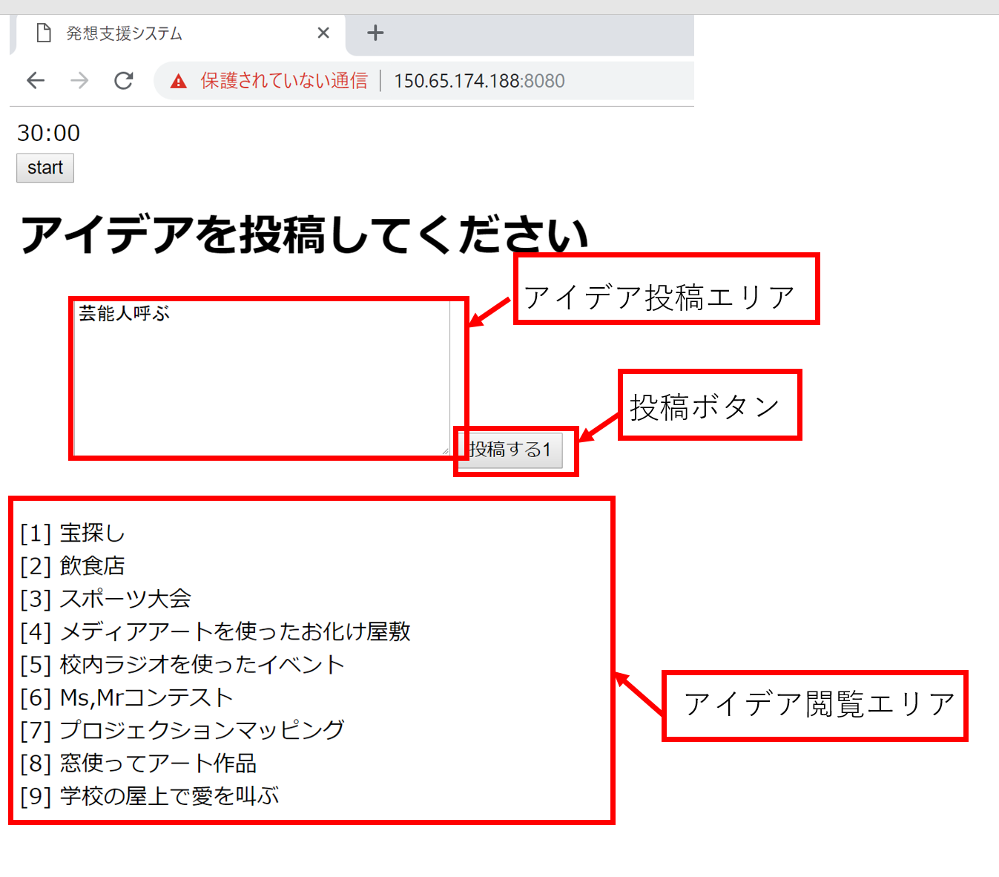 発想支援システム
保護されていない通信 150.65.174.188:8080
30:00
start
アイデアを投稿してください
アイデア投稿エリア
芸能人呼ぶ
投稿ボタン
投稿する1
[1] 宝探し
[2] 飲食店
[3] スポーツ大会
[4] メディアアートを使ったお化け屋敷
[5] 校内ラジオを使ったイベント
[6] Ms,Mrコンテスト
[7] プロジェクションマッピング
[8] 窓使ってアート作品
[9] 学校の屋上で愛を叫ぶ
アイデア閲覧エリア